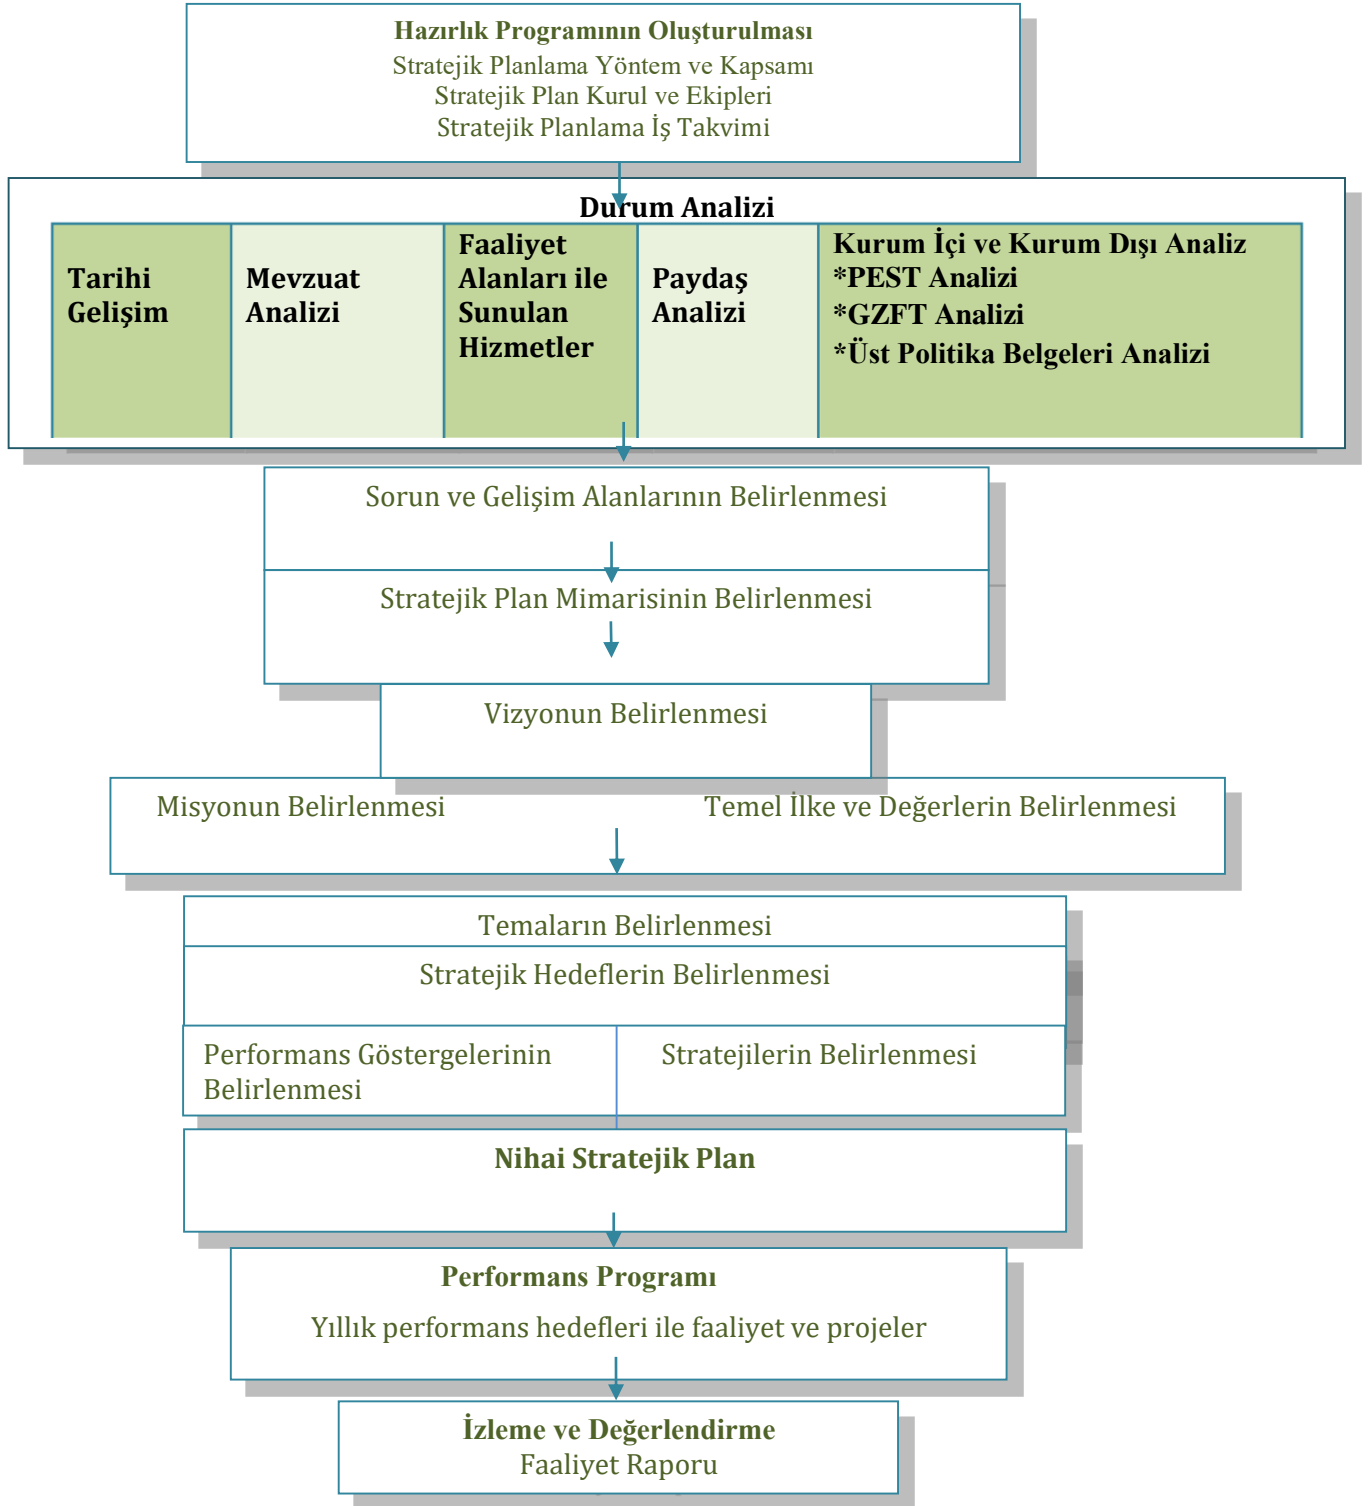 Hazırlık Programının Oluşturulması
Stratejik Planlama Yöntem ve Kapsamı
Stratejik Plan Kurul ve Ekipleri
Stratejik Planlama İş Takvimi
Durum Analizi
Tarihi
Gelişim
Mevzuat
Analizi
Faaliyet
Alanları ile
Sunulan
Hizmetler
Paydaş
Analizi
Kurum İçi ve Kurum Dışı Analiz
*PEST Analizi
*GZFT Analizi
*Üst Politika Belgeleri Analizi
Sorun ve Gelişim Alanlarının Belirlenmesi
Stratejik Plan Mimarisinin Belirlenmesi
Vizyonun Belirlenmesi
Misyonun Belirlenmesi
Temel İlke ve Değerlerin Belirlenmesi
Temaların Belirlenmesi
Stratejik Hedeflerin Belirlenmesi
Performans Göstergelerinin
Belirlenmesi
Stratejilerin Belirlenmesi
Nihai Stratejik Plan
Performans Programı
Yıllık performans hedefleri ile faaliyet ve projeler
İzleme ve Değerlendirme
Faaliyet Raporu